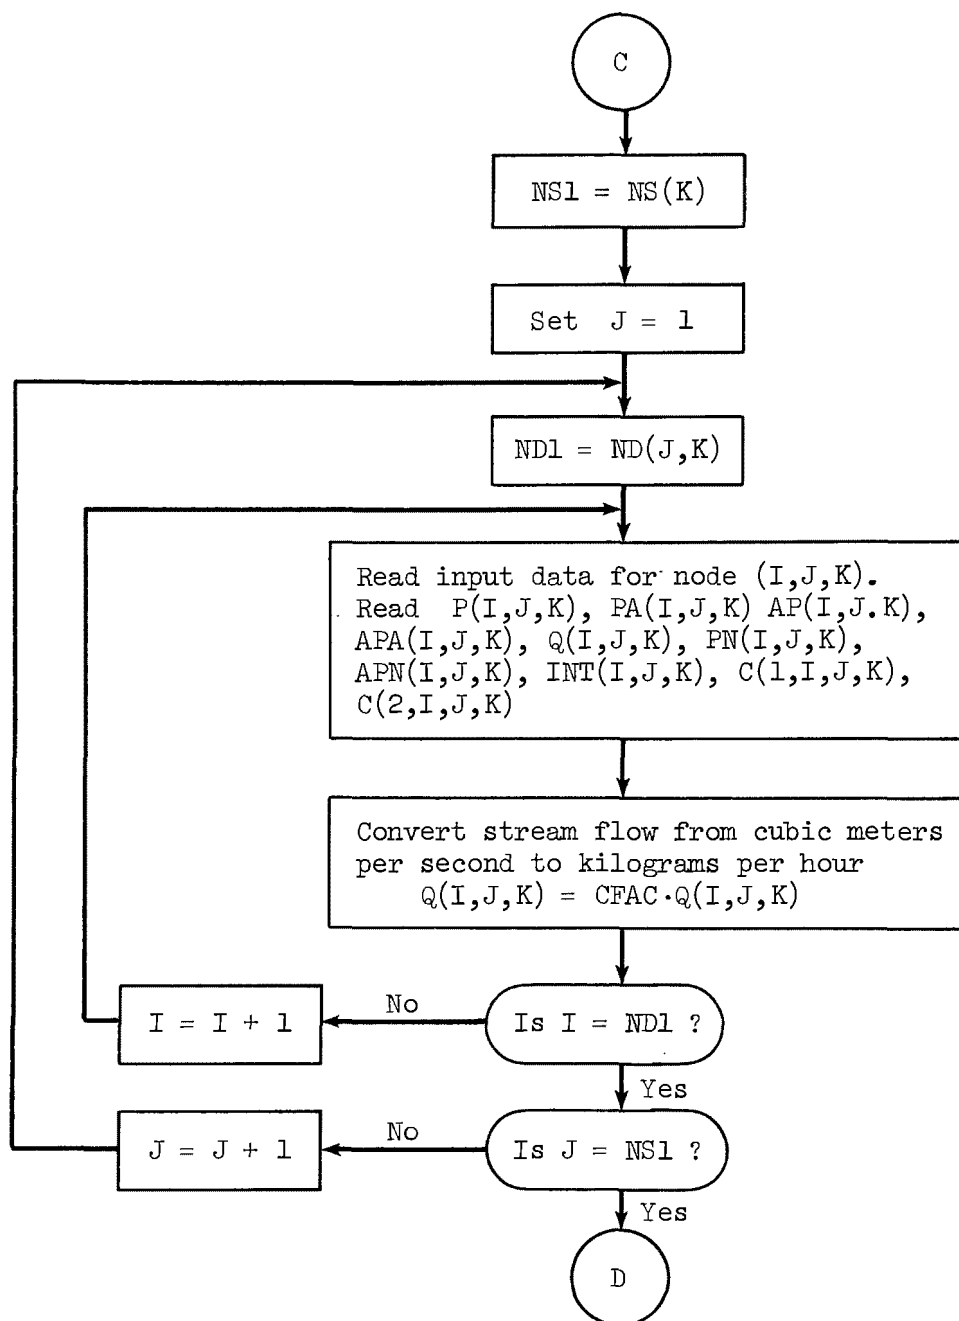 C
NS1 = NS(K)
Set J = 1
ND1 = ND(J,K)
Read input data for node (I,J,K).
Read P(I,J,K), PA(I,J,K) AP(I,J.K),
APA(I,J,K), Q(I,J,K), PN(I,J,K),
APN(I,J,K), INT(I,J,K), C(1,I,J,K),
C(2,I,J,K)
Convert stream flow from cubic meters
per second to kilograms per hour
Q(I,J,K) = CFAC·Q(I,J,K)
I = I + 1
No
Is I = ND1 ?
Yes
J = J + 1
No
Is J = NS1 ?
Yes
D